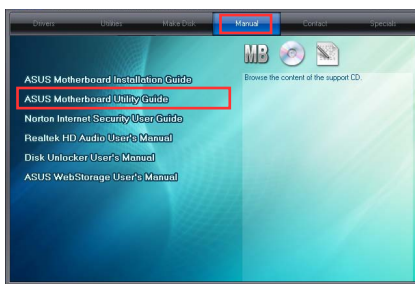 Drivers Utilities Make Disk Manual Contact Specials
MB
ASUS Motherboard Installation Guide
ASUS Motherboard Utility Guide
Norton Internet Security User Guide
Realtek HD Audio User's Manual
Disk Unlocker User's Manual
ASUS WebStorage User's Manual
Browse the content of the support CD.